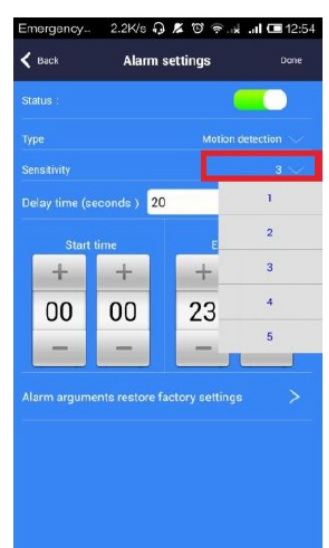 Emergency... 2.2K/s 12:54
Back Alarm settings Done
Status :
Type Motion detection
Sensitivity 3
Delay time (seconds ) 20 1
2
Start time E
+ + + 3
00 00 23 4
5
— — —
Alarm arguments restore factory settings >